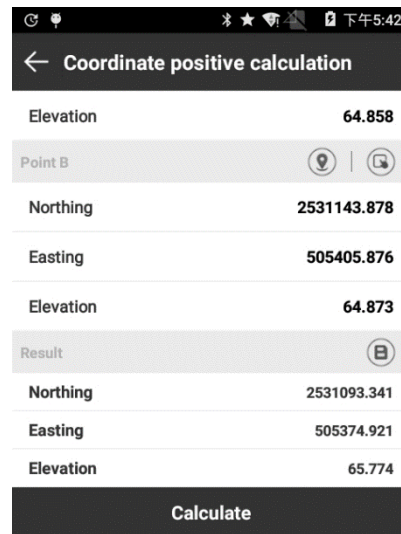 下午5:42
Coordinate positive calculation
Elevation 64.858
Point B
Northing 2531143.878
Easting 505405.876
Elevation 64.873
Result
Northing 2531093.341
Easting 505374.921
Elevation 65.774
Calculate